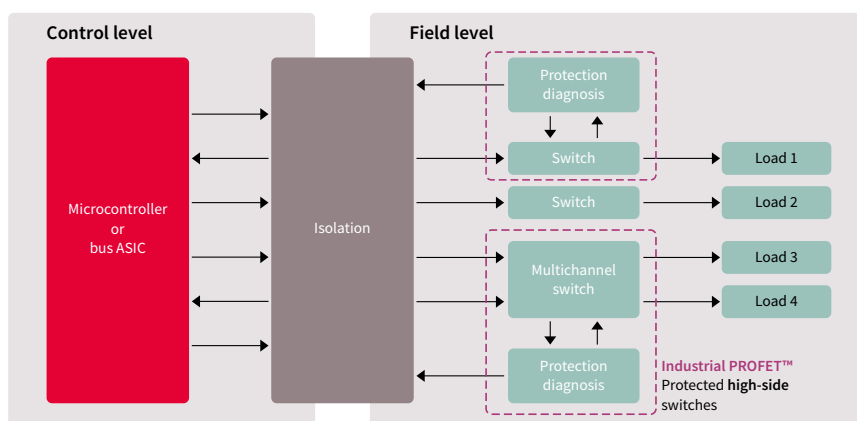 Control level
Field level
Microcontroller
or
bus ASIC
Isolation
Protection
diagnosis
Switch
Load 1
Switch
Load 2
Multichannel
switch
Load 3
Load 4
Protection
diagnosis
Industrial PROFET™
Protected high-side
switches